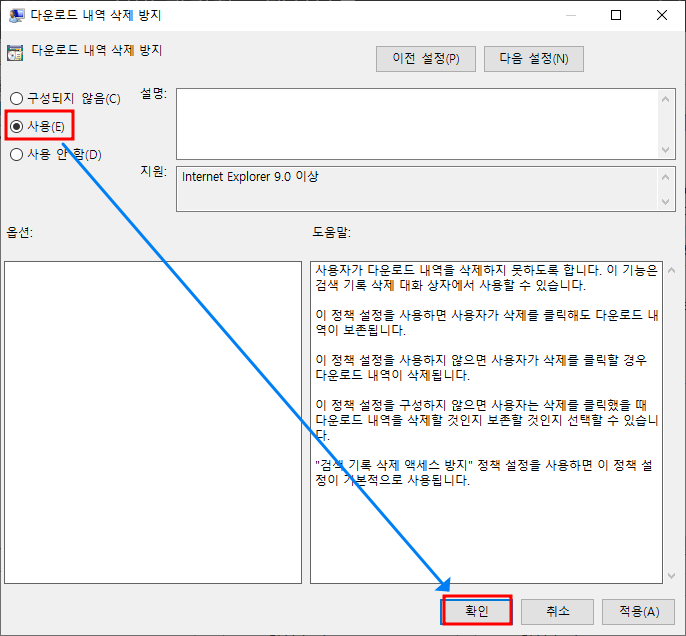 다운로드 내역 삭제 방지
다운로드 내역 삭제 방지
이전 설정(P)
다음 설정(N)
구성되지 않음(C)
사용(E)
사용 안 함(D)
설명:
지원:
Internet Explorer 9.0 이상
옵션:
도움말:
사용자가 다운로드 내역을 삭제하지 못하도록 합니다. 이 기능은
검색 기록 삭제 대화 상자에서 사용할 수 있습니다.
이 정책 설정을 사용하면 사용자가 삭제를 클릭해도 다운로드 내
역이 보존됩니다.
이 정책 설정을 사용하지 않으면 사용자가 삭제를 클릭할 경우
다운로드 내역이 삭제됩니다.
이 정책 설정을 구성하지 않으면 사용자는 삭제를 클릭했을 때
다운로드 내역을 삭제할 것인지 보존할 것인지 선택할 수 있습니
다.
"검색 기록 삭제 액세스 방지" 정책 설정을 사용하면 이 정책 설
정이 기본적으로 사용됩니다.
확인
취소
적용(A)